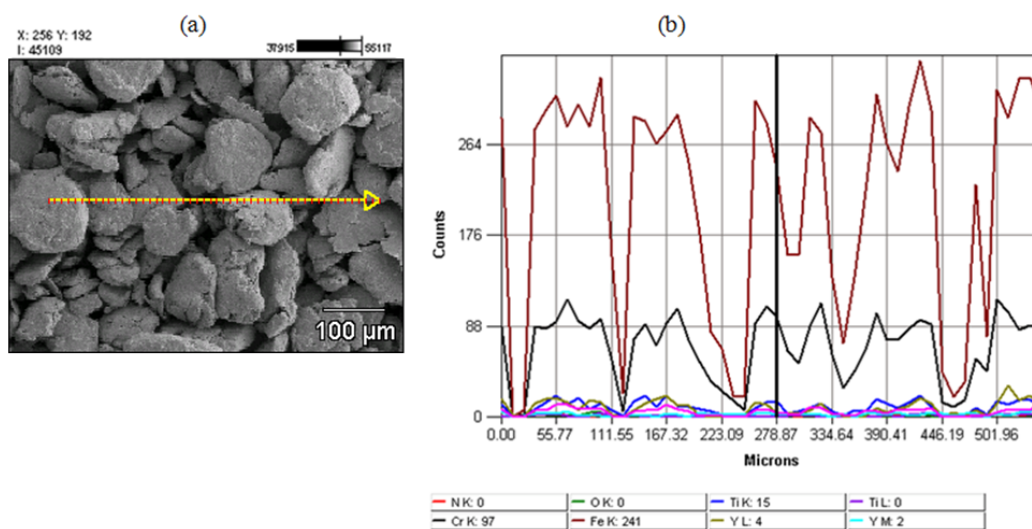 (a)
(b)
X: 256 Y: 192
I: 45109
37915 55117
100 µm
Counts
264
176
88
0
0.00 55.77 111.55 167.32 223.09 278.87 334.64 390.41 446.19 501.96
Microns
N K: 0 O K: 0 Ti K: 15 Ti L: 0
Cr K: 97 Fe K: 241 Y L: 4 Y M: 2